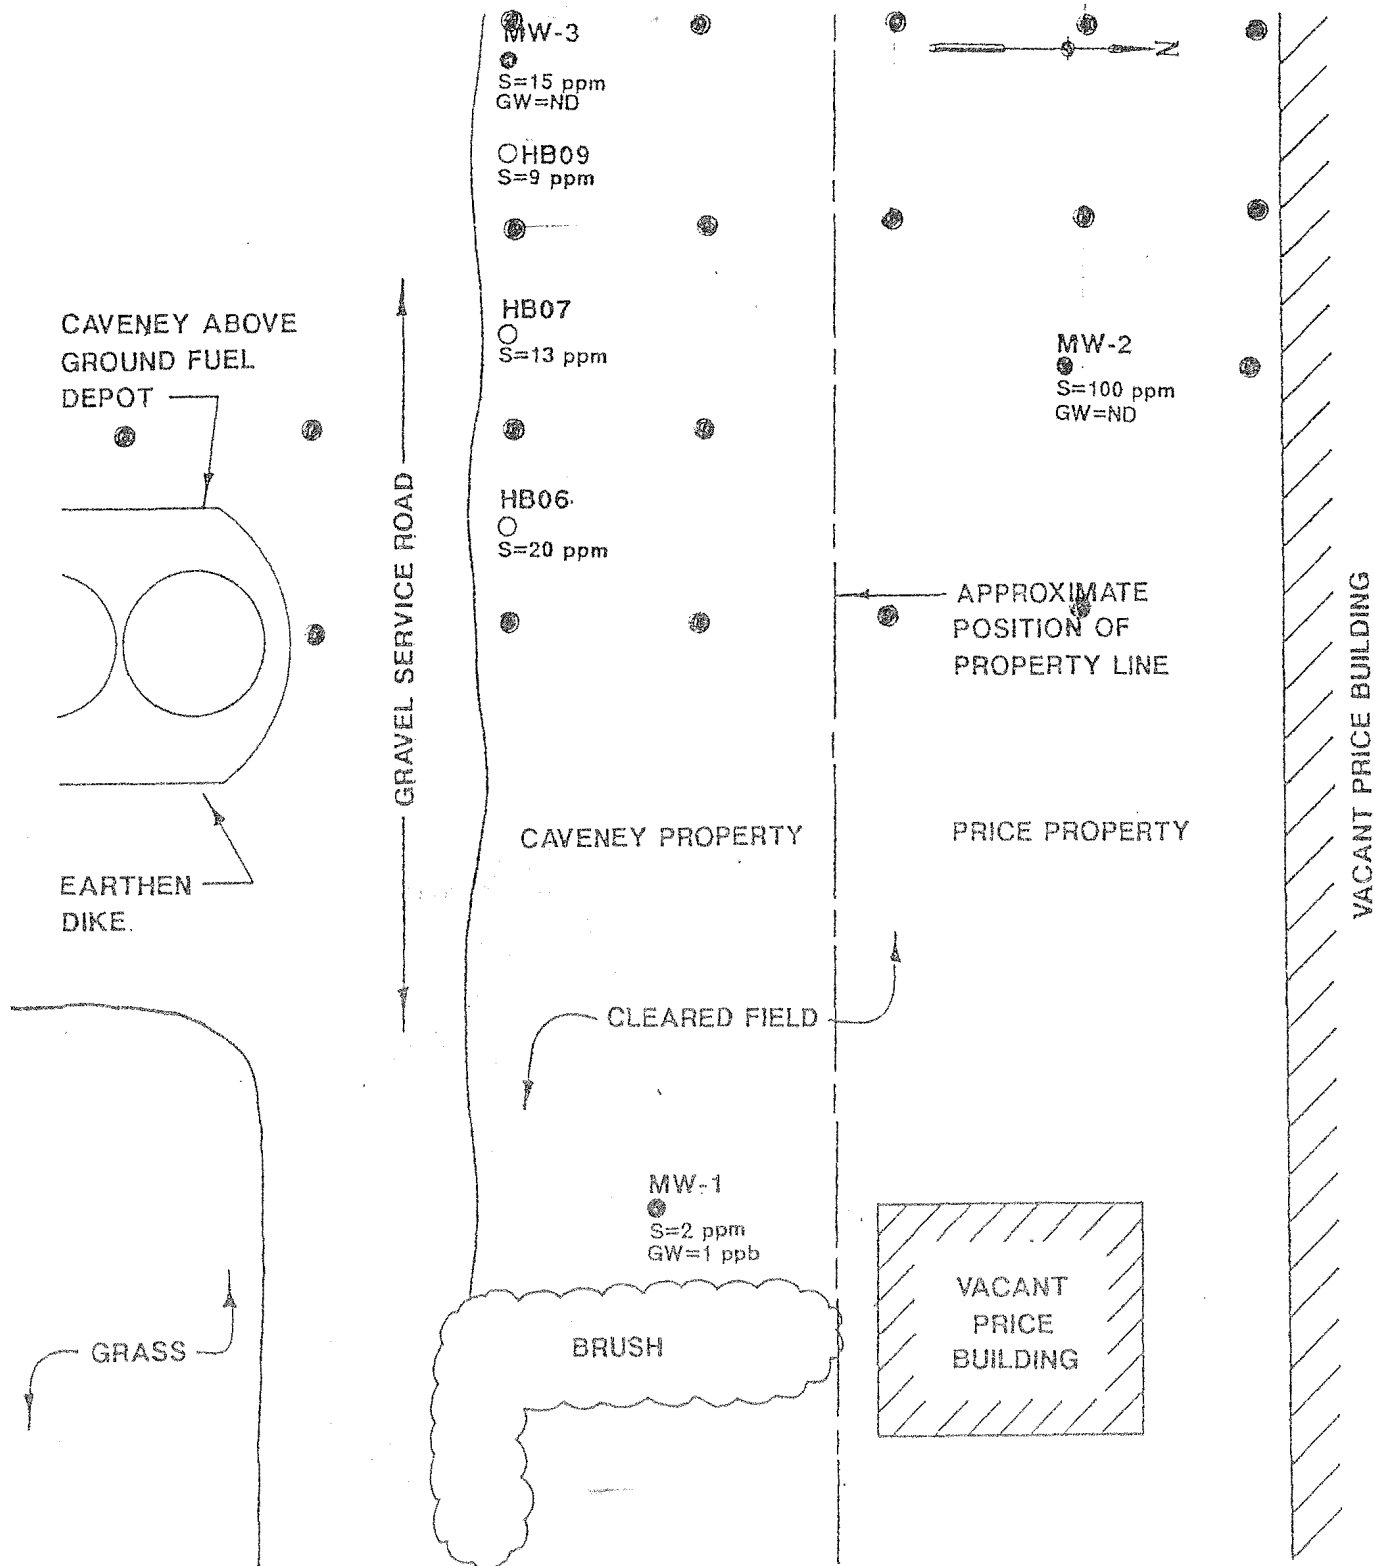 MW-3
S=15 ppm
GW=ND
N
HB09
S=9 ppm
HB07
S=13 ppm
CAVENEY ABOVE
GROUND FUEL
DEPOT
MW-2
S=100 ppm
GW=ND
GRAVEL SERVICE ROAD
HB06
S=20 ppm
APPROXIMATE
POSITION OF
PROPERTY LINE
VACANT PRICE BUILDING
CAVENEY PROPERTY
PRICE PROPERTY
EARTHEN
DIKE.
CLEARED FIELD
MW-1
S=2 ppm
GW=1 ppb
VACANT
PRICE
BUILDING
BRUSH
GRASS